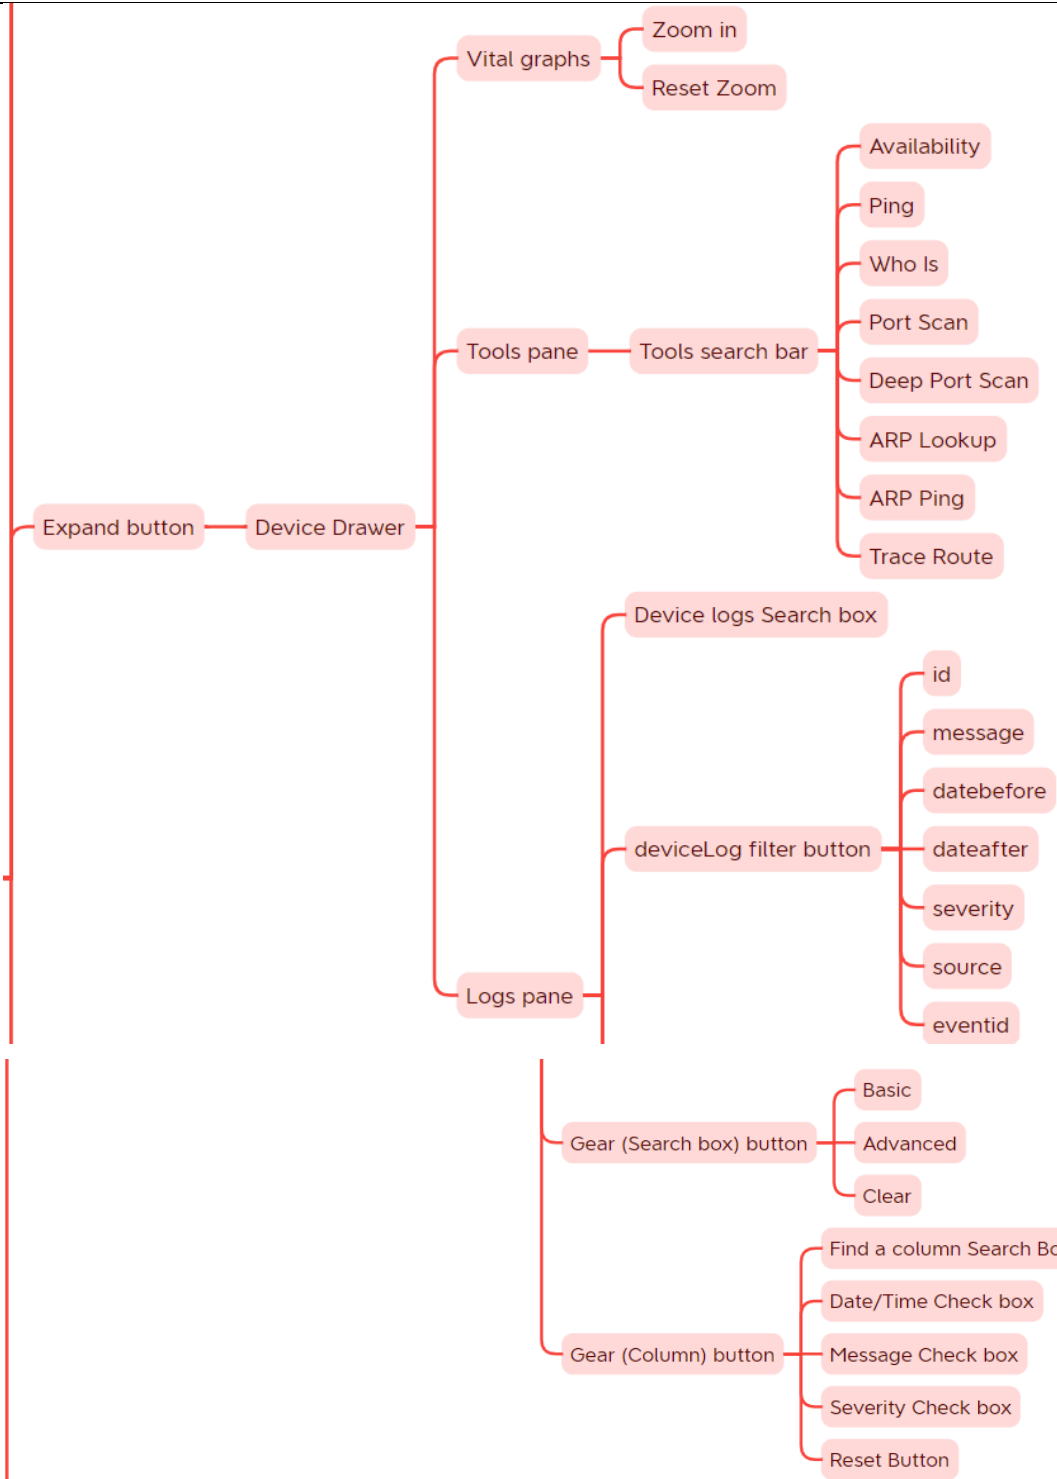 Zoom in
Vital graphs
Reset Zoom
Availability
Ping
Who Is
Port Scan
Tools pane
Tools search bar
Deep Port Scan
ARP Lookup
ARP Ping
Expand button
Device Drawer
Trace Route
Device logs Search box
id
message
datebefore
deviceLog filter button
dateafter
severity
source
Logs pane
eventid
Basic
Gear (Search box) button
Advanced
Clear
Find a column Search Bo
Date/Time Check box
Gear (Column) button
Message Check box
Severity Check box
Reset Button